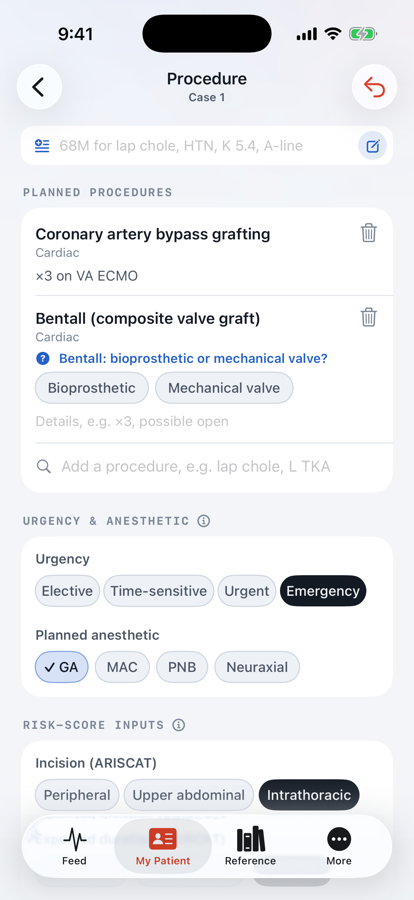 9:41
Procedure
Case 1
68M for lap chole, HTN, K 5.4, A-line
PLANNED PROCEDURES
Coronary artery bypass grafting
Cardiac
×3 on VA ECMO
Bentall (composite valve graft)
Cardiac
? Bentall: bioprosthetic or mechanical valve?
Bioprosthetic Mechanical valve
Details, e.g. ×3, possible open
Add a procedure, e.g. lap chole, L TKA
URGENCY & ANESTHETIC
Urgency
Elective Time-sensitive Urgent Emergency
Planned anesthetic
✓ GA MAC PNB Neuraxial
RISK-SCORE INPUTS
Incision (ARISCAT)
Peripheral Upper abdominal Intrathoracic
Feed My Patient Reference More